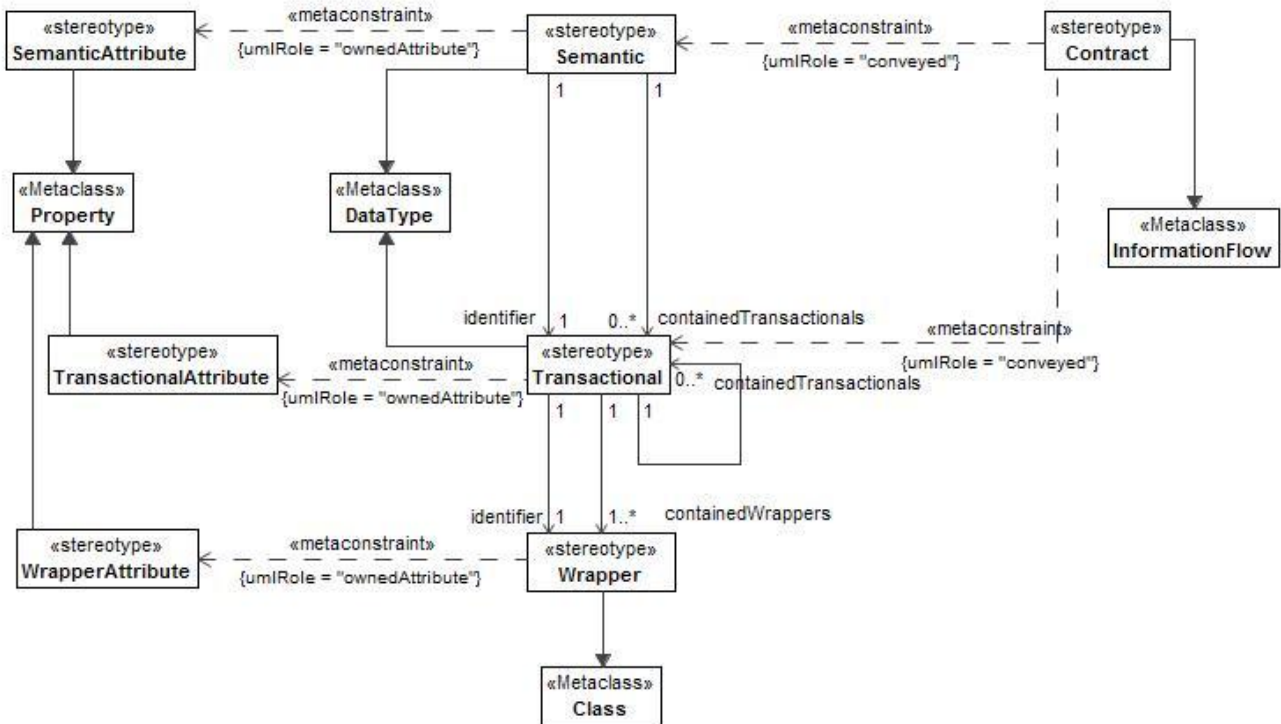 «metaconstraint»
«metaconstraint»
«stereotype»
SemanticAttribute
{umlRole = "ownedAttribute"}
«stereotype»
Semantic
{umlRole = "conveyed"}
«stereotype»
Contract
1
1
«Metaclass»
Property
«Metaclass»
DataType
«Metaclass»
InformationFlow
identifier
1
0..*
containedTransactionals
«metaconstraint»
«stereotype»
TransactionalAttribute
«metaconstraint»
{umlRole = "ownedAttribute"}
«stereotype»
Transactional
{umlRole = "conveyed"}
0..*
containedTransactionals
1
1
1
identifier
1
1..*
containedWrappers
«stereotype»
WrapperAttribute
«metaconstraint»
{umlRole = "ownedAttribute"}
«stereotype»
Wrapper
«Metaclass»
Class